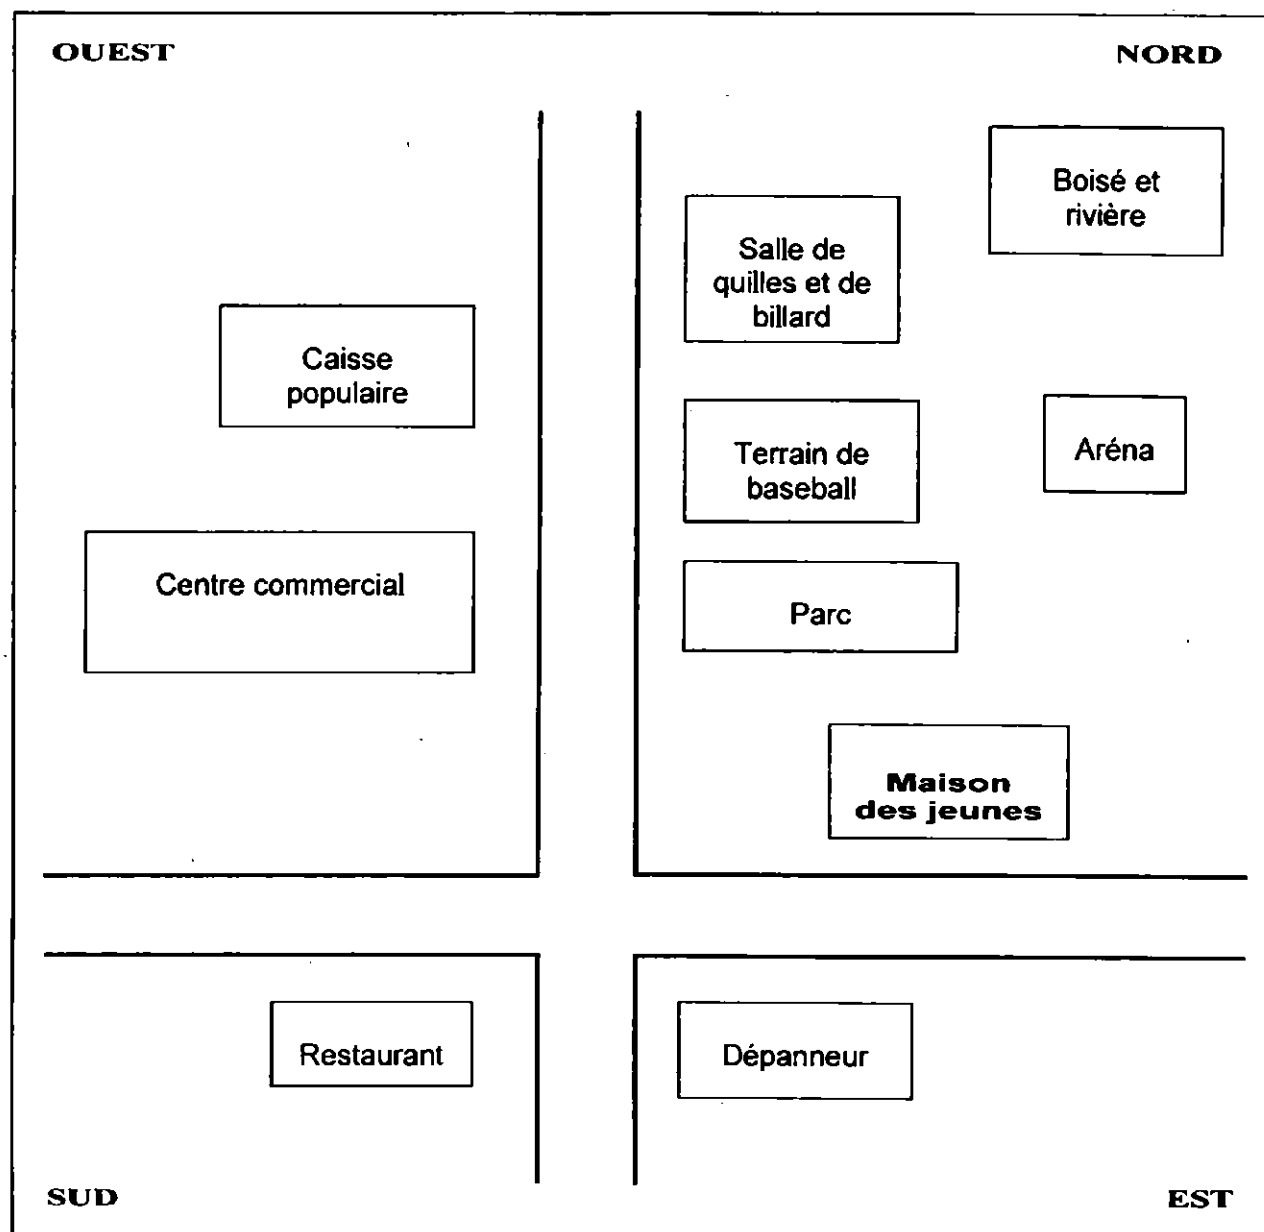 OUEST
NORD
Boisé et
rivière
Salle de
quilles et de
billard
Caisse
populaire
Terrain de
baseball
Aréna
Centre commercial
Parc
Maison
des jeunes
Restaurant
Dépanneur
SUD
EST